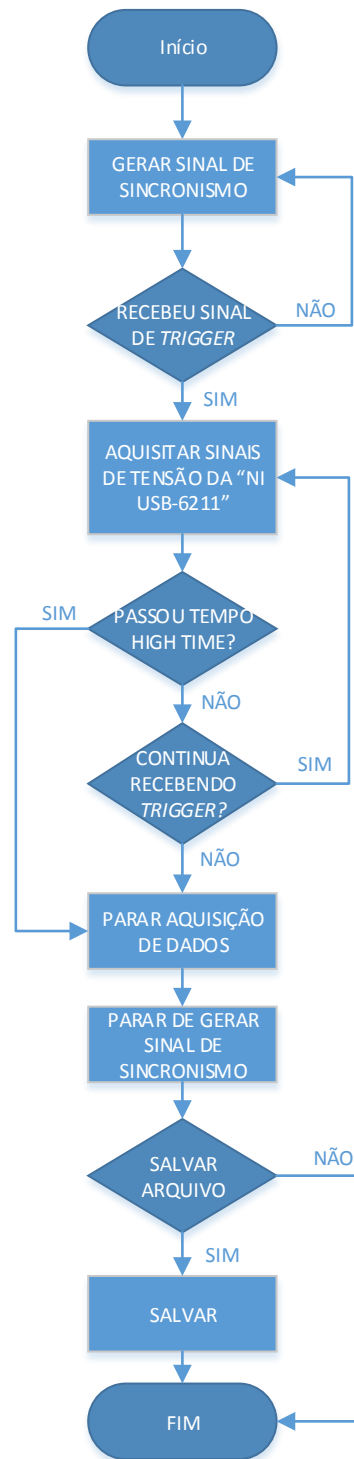 Início
GERAR SINAL DE
SINCRONISMO
RECEBEU SINAL
DE TRIGGER
NÃO
SIM
AQUISITAR SINAIS
DE TENSÃO DA “NI
USB-6211”
SIM
PASSOU TEMPO
HIGH TIME?
NÃO
CONTINUA
RECEBENDO
TRIGGER?
SIM
NÃO
PARAR AQUISIÇÃO
DE DADOS
PARAR DE GERAR
SINAL DE
SINCRONISMO
SALVAR
ARQUIVO
NÃO
SIM
SALVAR
FIM